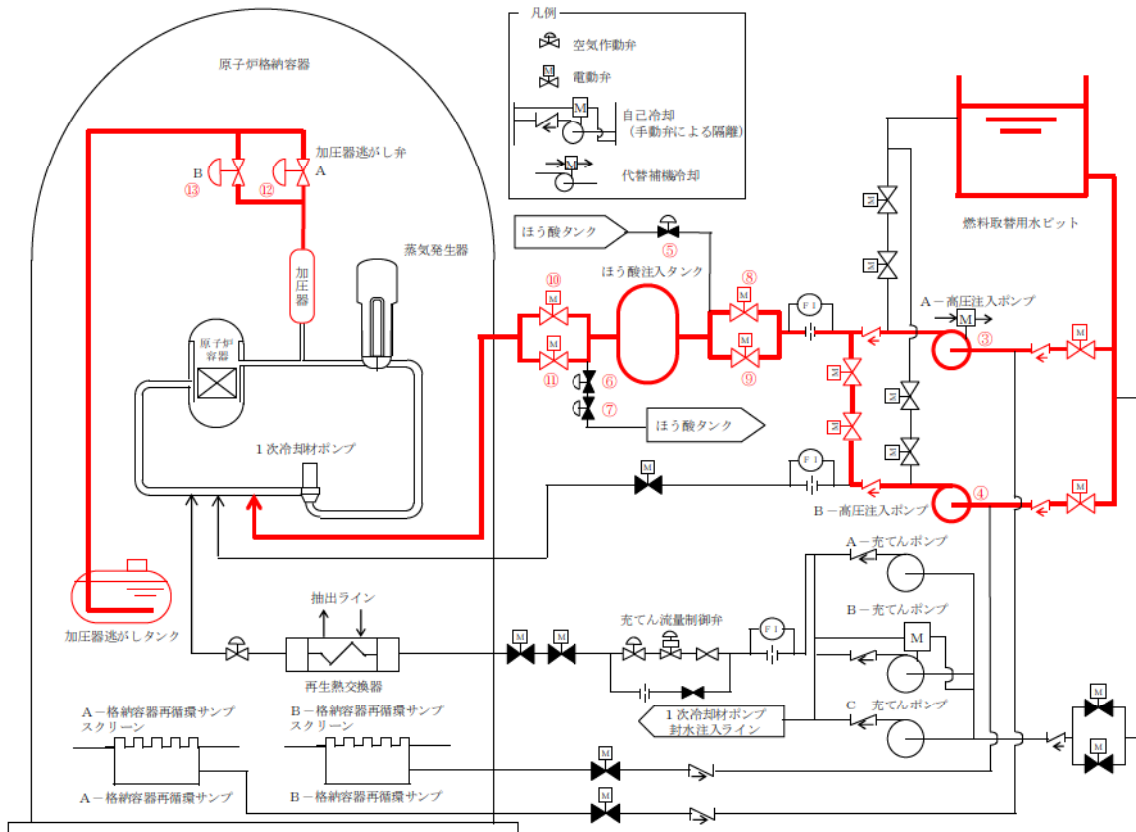 凡例
空気作動弁
M
電動弁
M
自己冷却
(手動弁による隔離)
M
代替補機冷却
原子炉格納容器
加圧器逃がし弁
B
A
⑬
⑫
加圧器
蒸気発生器
原子炉
容器
1次冷却材ポンプ
加圧器逃がしタンク
ほう酸タンク
⑤
ほう酸注入タンク
⑩
M
⑧
M
M
⑪
M
⑨
⑥
⑦
ほう酸タンク
FI
M
M
燃料取替用水ピット
A-高圧注入ポンプ
M
③
M
M
M
M
M
M
FI
B-高圧注入ポンプ
④
M
A-充てんポンプ
B-充てんポンプ
M
C 充てんポンプ
抽出ライン
再生熱交換器
M
M
充てん流量制御弁
FI
1次冷却材ポンプ
封水注入ライン
M
M
A-格納容器再循環サンプ
スクリーン
B-格納容器再循環サンプ
スクリーン
M
M
A-格納容器再循環サンプ
B-格納容器再循環サンプ